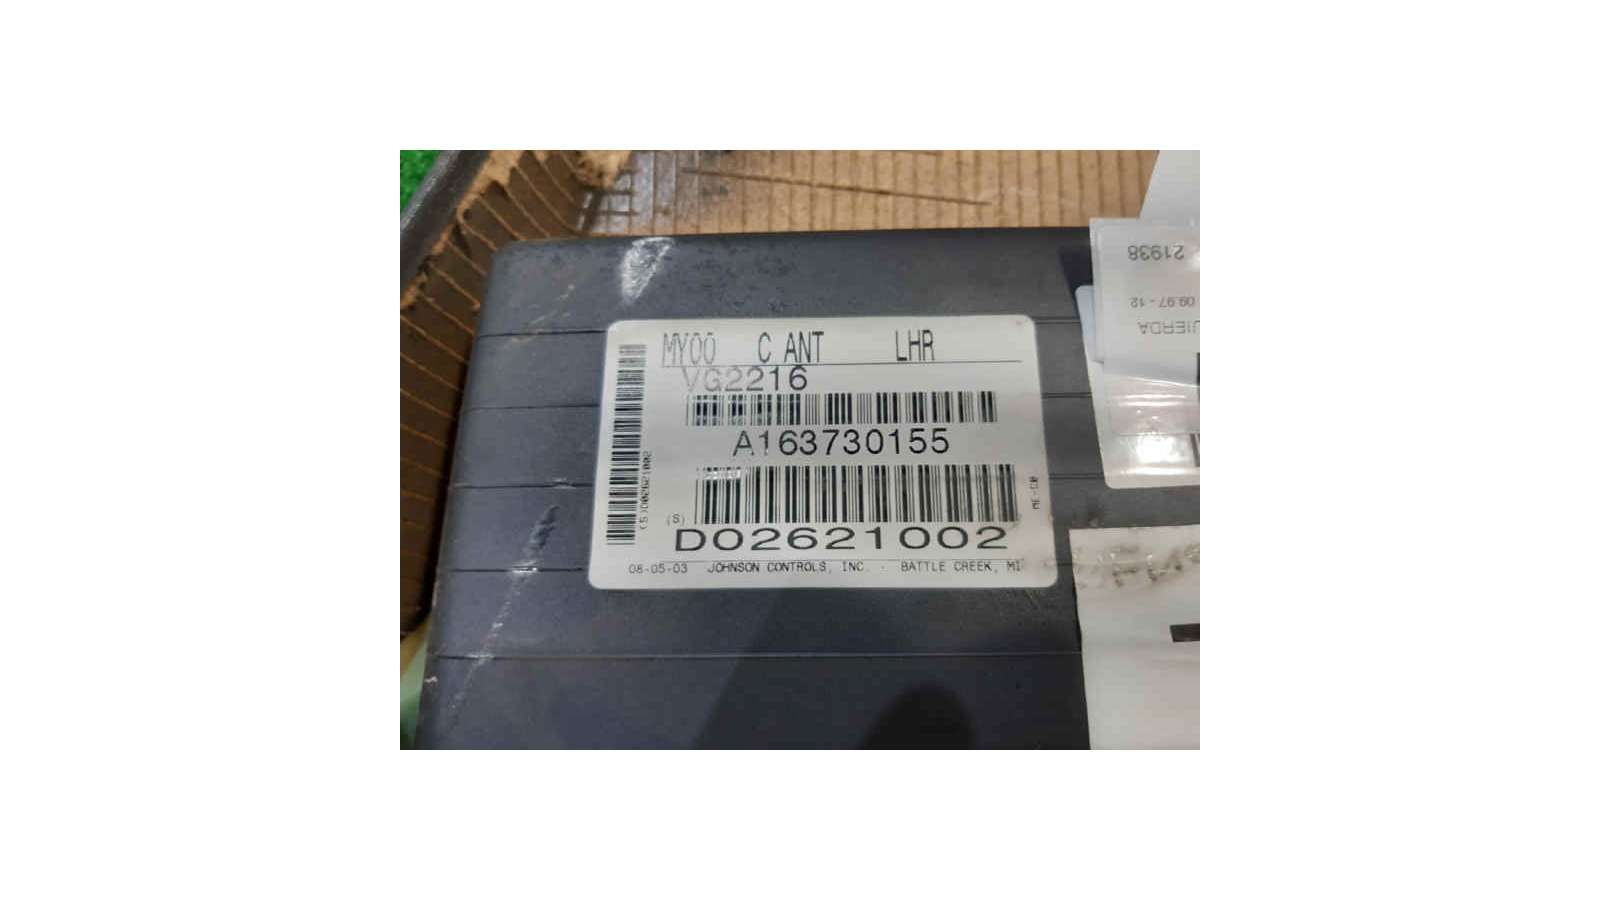 MY00 C ANT LHR
VG2216
A163730155
(S)
D02621002
08-05-03 JOHNSON CONTROLS, INC. - BATTLE CREEK, MI
(S)D02621002
21938
09.97 - 12